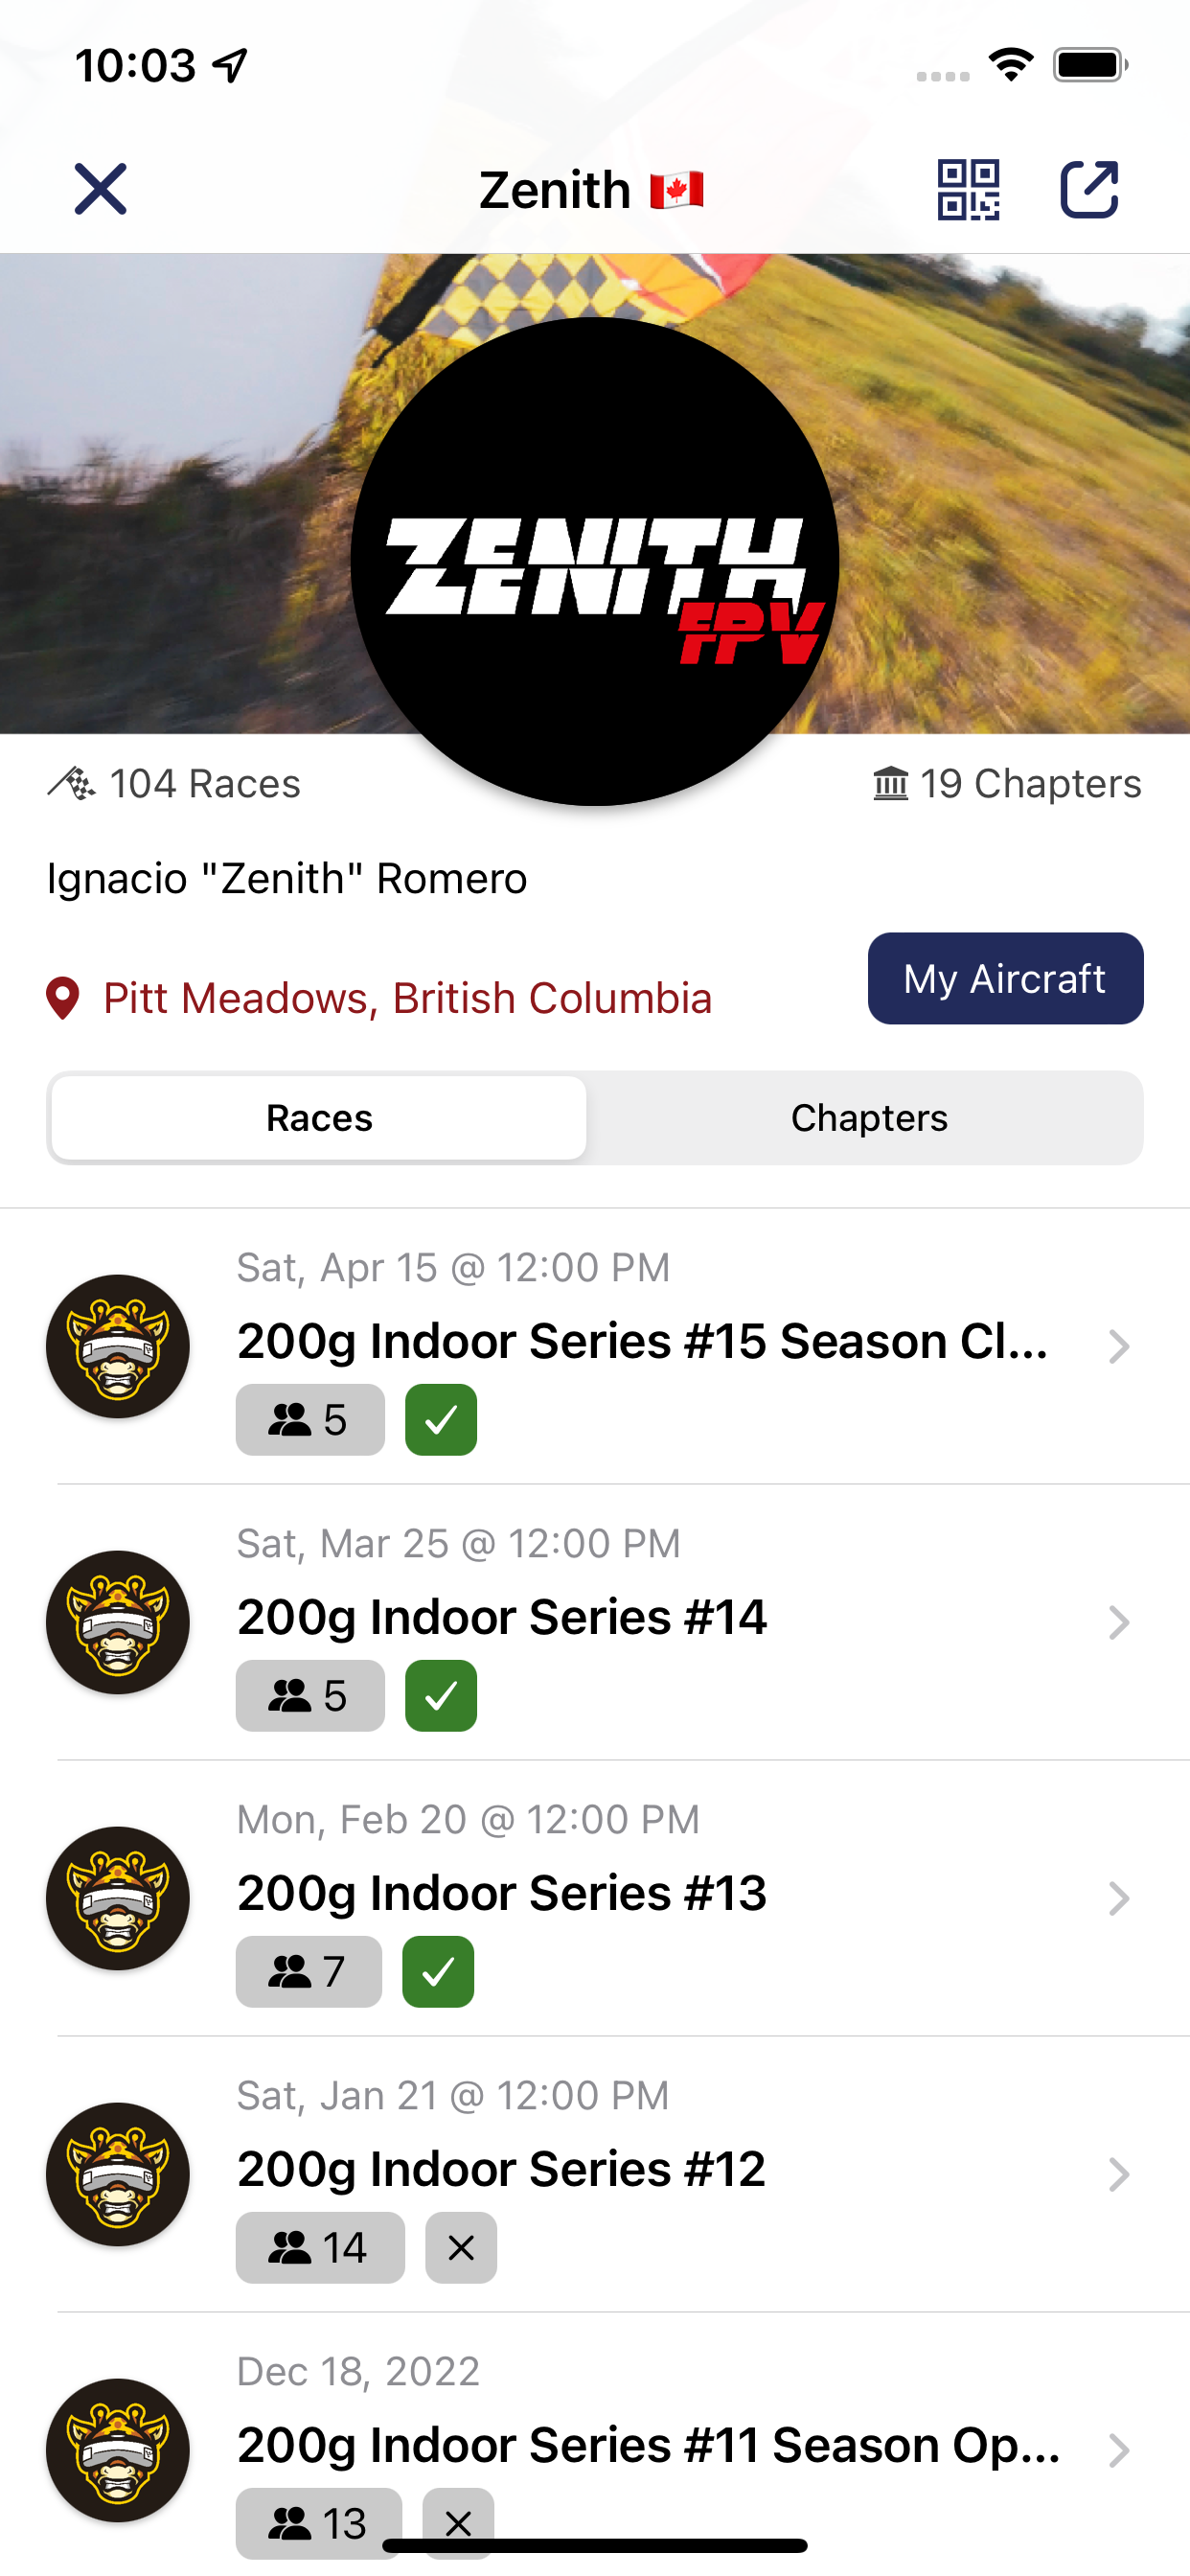 10:03
Zenith 🇨🇦
ZENITH
FPV
104 Races
19 Chapters
Ignacio "Zenith" Romero
Pitt Meadows, British Columbia
My Aircraft
Races
Chapters
Sat, Apr 15 @ 12:00 PM
200g Indoor Series #15 Season Cl...
5
Sat, Mar 25 @ 12:00 PM
200g Indoor Series #14
5
Mon, Feb 20 @ 12:00 PM
200g Indoor Series #13
7
Sat, Jan 21 @ 12:00 PM
200g Indoor Series #12
14
Dec 18, 2022
200g Indoor Series #11 Season Op...
13